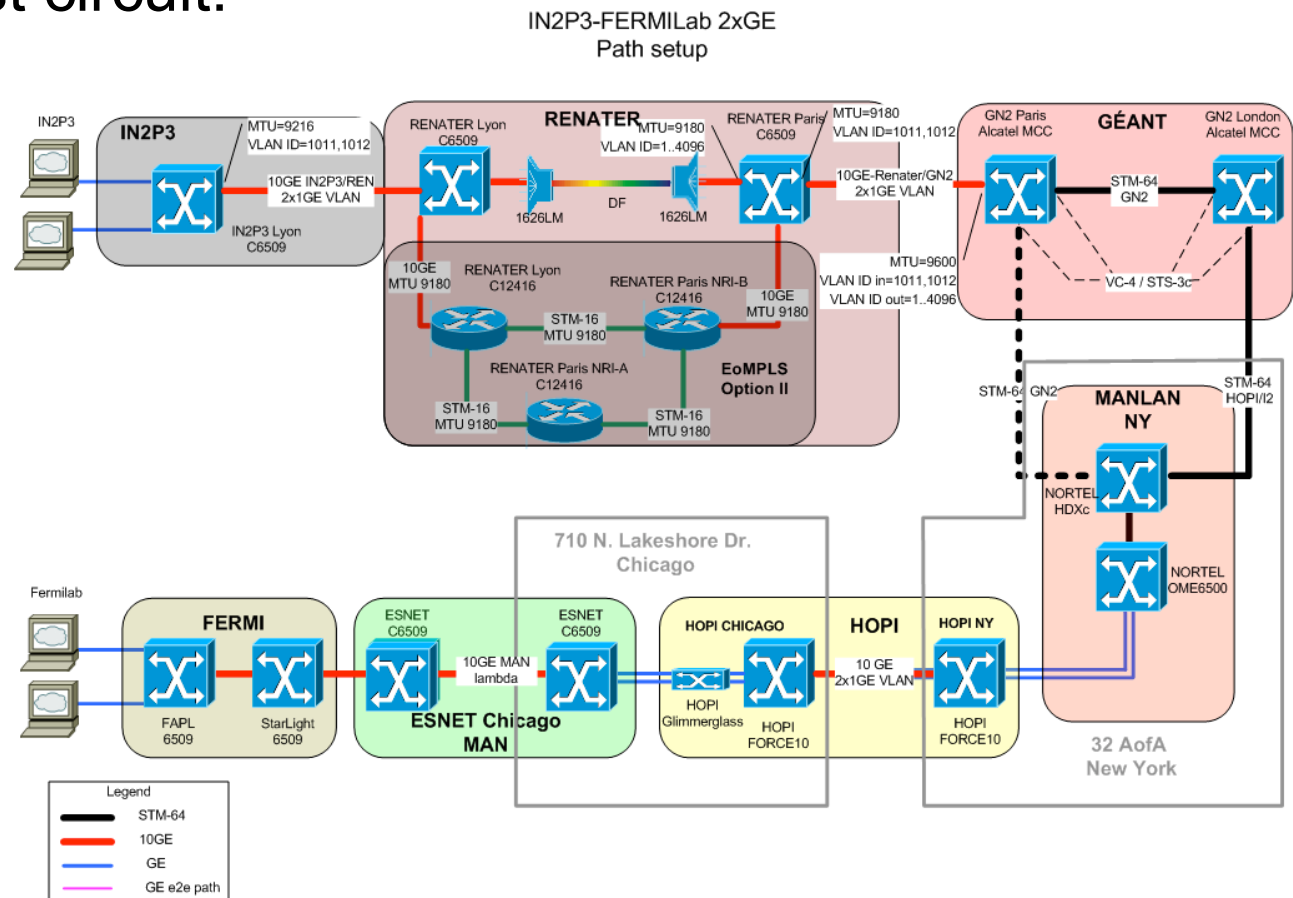 st circuit.
IN2P3-FERMILab 2xGE
Path setup
IN2P3
IN2P3
MTU=9216
VLAN ID=1011,1012
10GE IN2P3/REN
2x1GE VLAN
IN2P3 Lyon
C6509
RENATER
RENATER Lyon
C6509
1626LM
DF
1626LM
MTU=9180
VLAN ID=1..4096
RENATER Paris
C6509
MTU=9180
VLAN ID=1011,1012
10GE-Renater/GN2
2x1GE VLAN
10GE
MTU 9180
RENATER Lyon
C12416
STM-16
MTU 9180
RENATER Paris NRI-B
C12416
10GE
MTU 9180
RENATER Paris NRI-A
C12416
STM-16
MTU 9180
STM-16
MTU 9180
EoMPLS
Option II
GN2 Paris
Alcatel MCC
GÉANT
GN2 London
Alcatel MCC
STM-64
GN2
MTU=9600
VLAN ID in=1011,1012
VLAN ID out=1..4096
VC-4 / STS-3c
STM-64 GN2
STM-64
HOPI/I2
MANLAN
NY
NORTEL
HDXc
NORTEL
OME6500
32 AofA
New York
710 N. Lakeshore Dr.
Chicago
Fermilab
FERMI
FAPL
6509
StarLight
6509
ESNET
C6509
10GE MAN
lambda
ESNET
C6509
ESNET Chicago
MAN
HOPI CHICAGO
HOPI
HOPI NY
HOPI
Glimmerglass
HOPI
FORCE10
10 GE
2x1GE VLAN
HOPI
FORCE10
Legend
STM-64
10GE
GE
GE e2e path